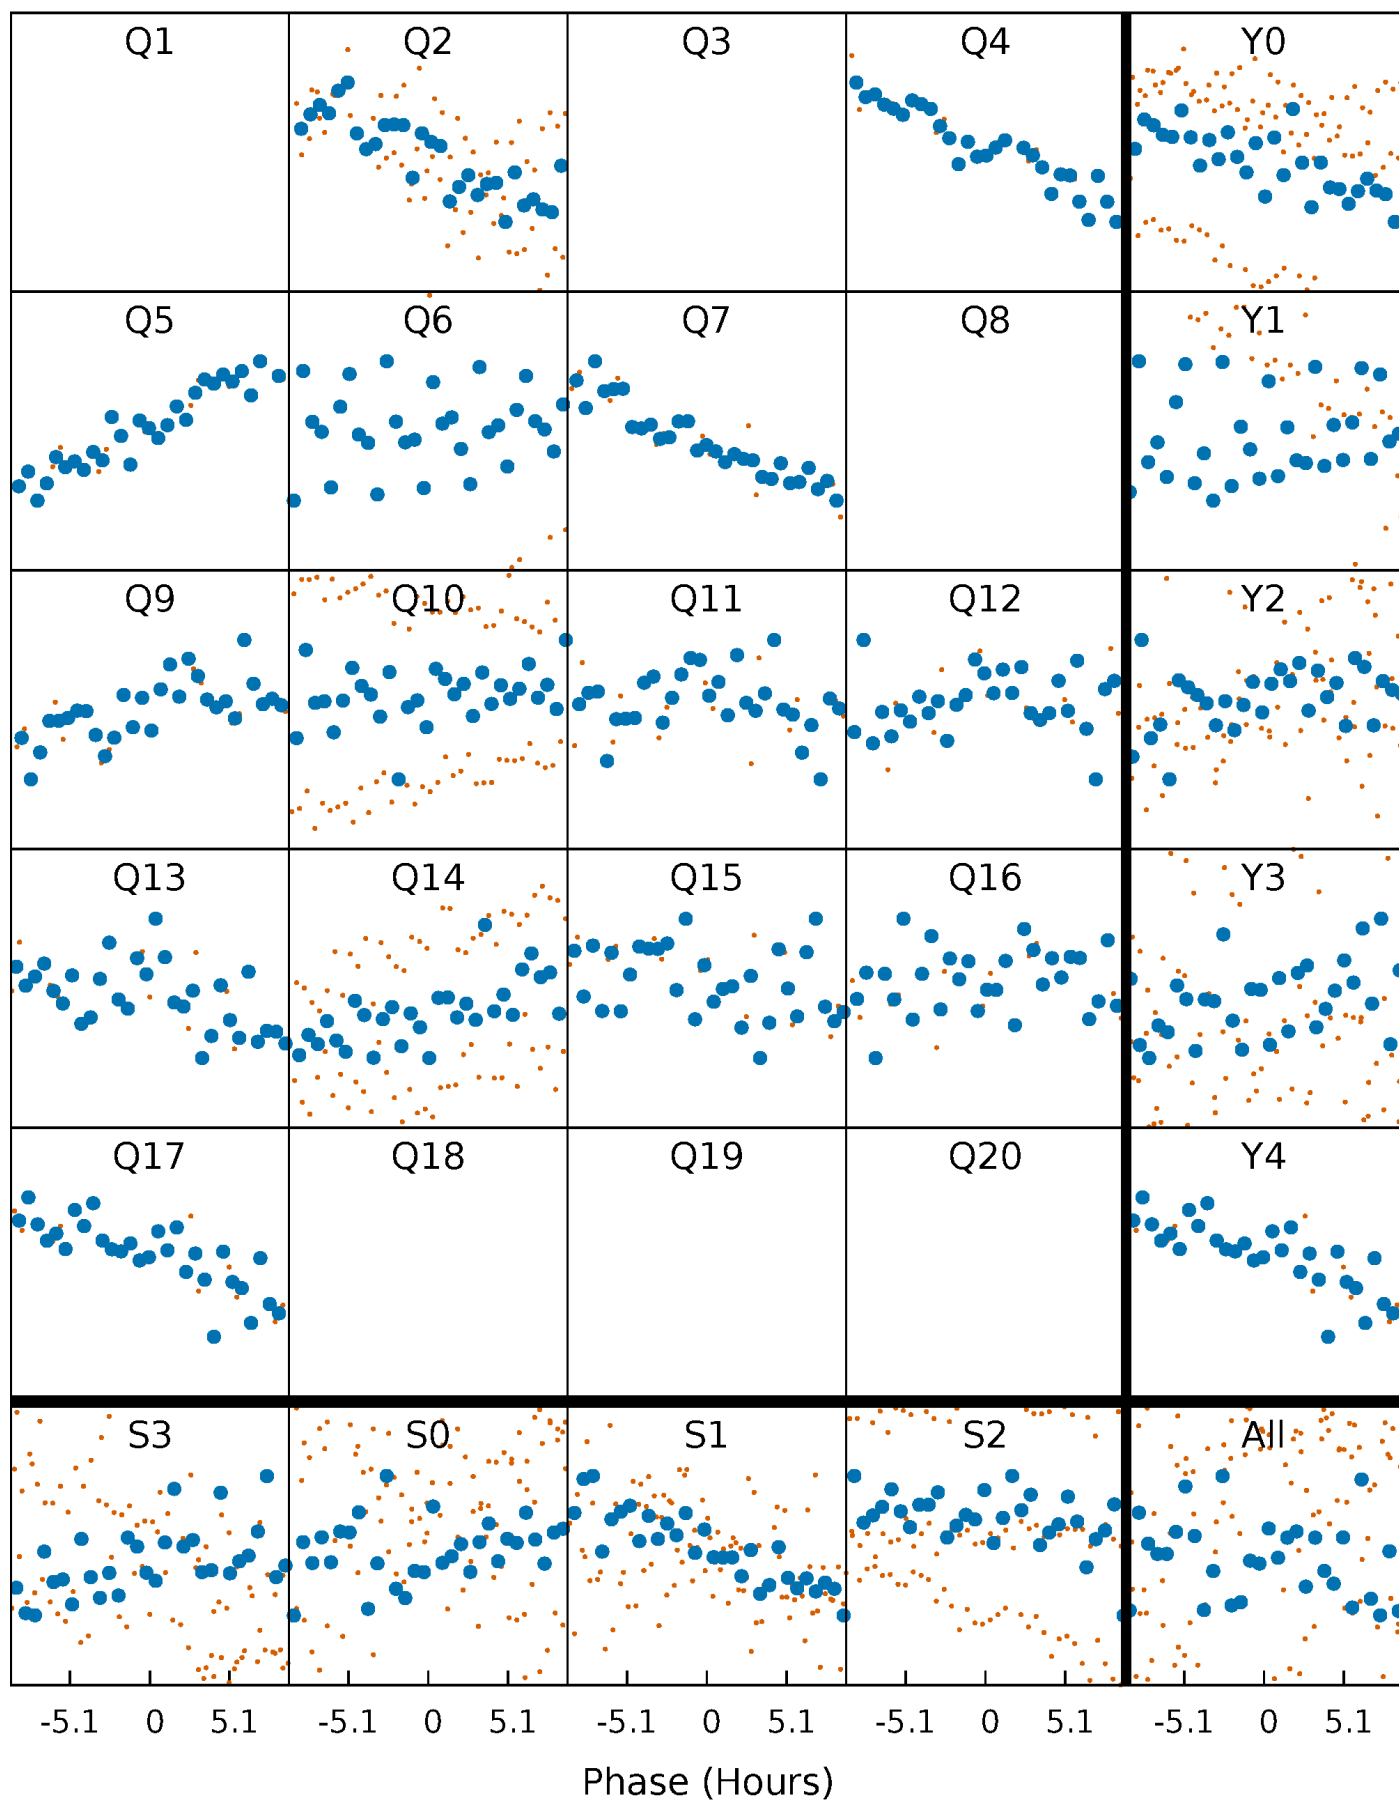 Q1 Q2 Q3 Q4 Y0
Q5 Q6 Q7 Q8 Y1
Q9 Q10 Q11 Q12 Y2
Q13 Q14 Q15 Q16 Y3
Q17 Q18 Q19 Q20 Y4
S3 S0 S1 S2 All
-5.1 0 5.1 -5.1 0 5.1 -5.1 0 5.1 -5.1 0 5.1 -5.1 0 5.1
Phase (Hours)